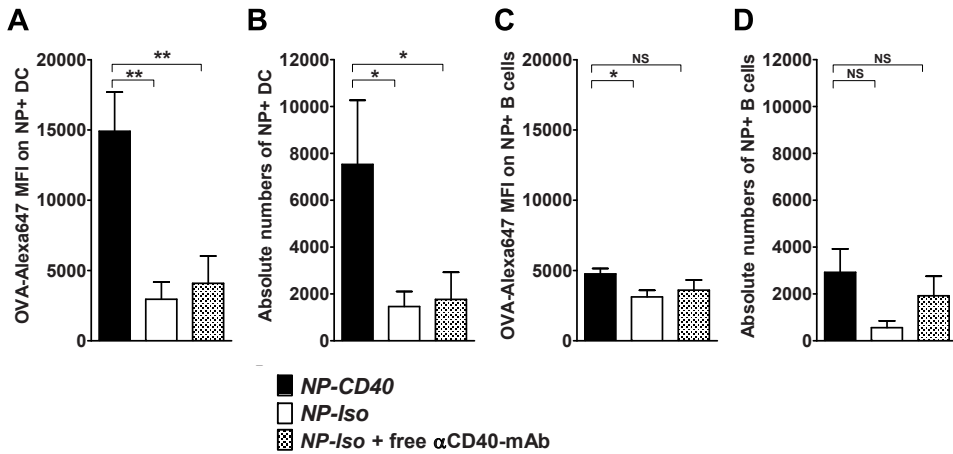 A
OVA-Alexa647 MFI on NP+ DC
20000
15000
10000
5000
0
**
**
B
Absolute numbers of NP+ DC
12000
10000
8000
6000
4000
2000
0
*
*
C
OVA-Alexa647 MFI on NP+ B cells
20000
15000
10000
5000
0
NS
*
D
Absolute numbers of NP+ B cells
12000
10000
8000
6000
4000
2000
0
NS
NS
NP-CD40
NP-Iso
NP-Iso + free αCD40-mAb